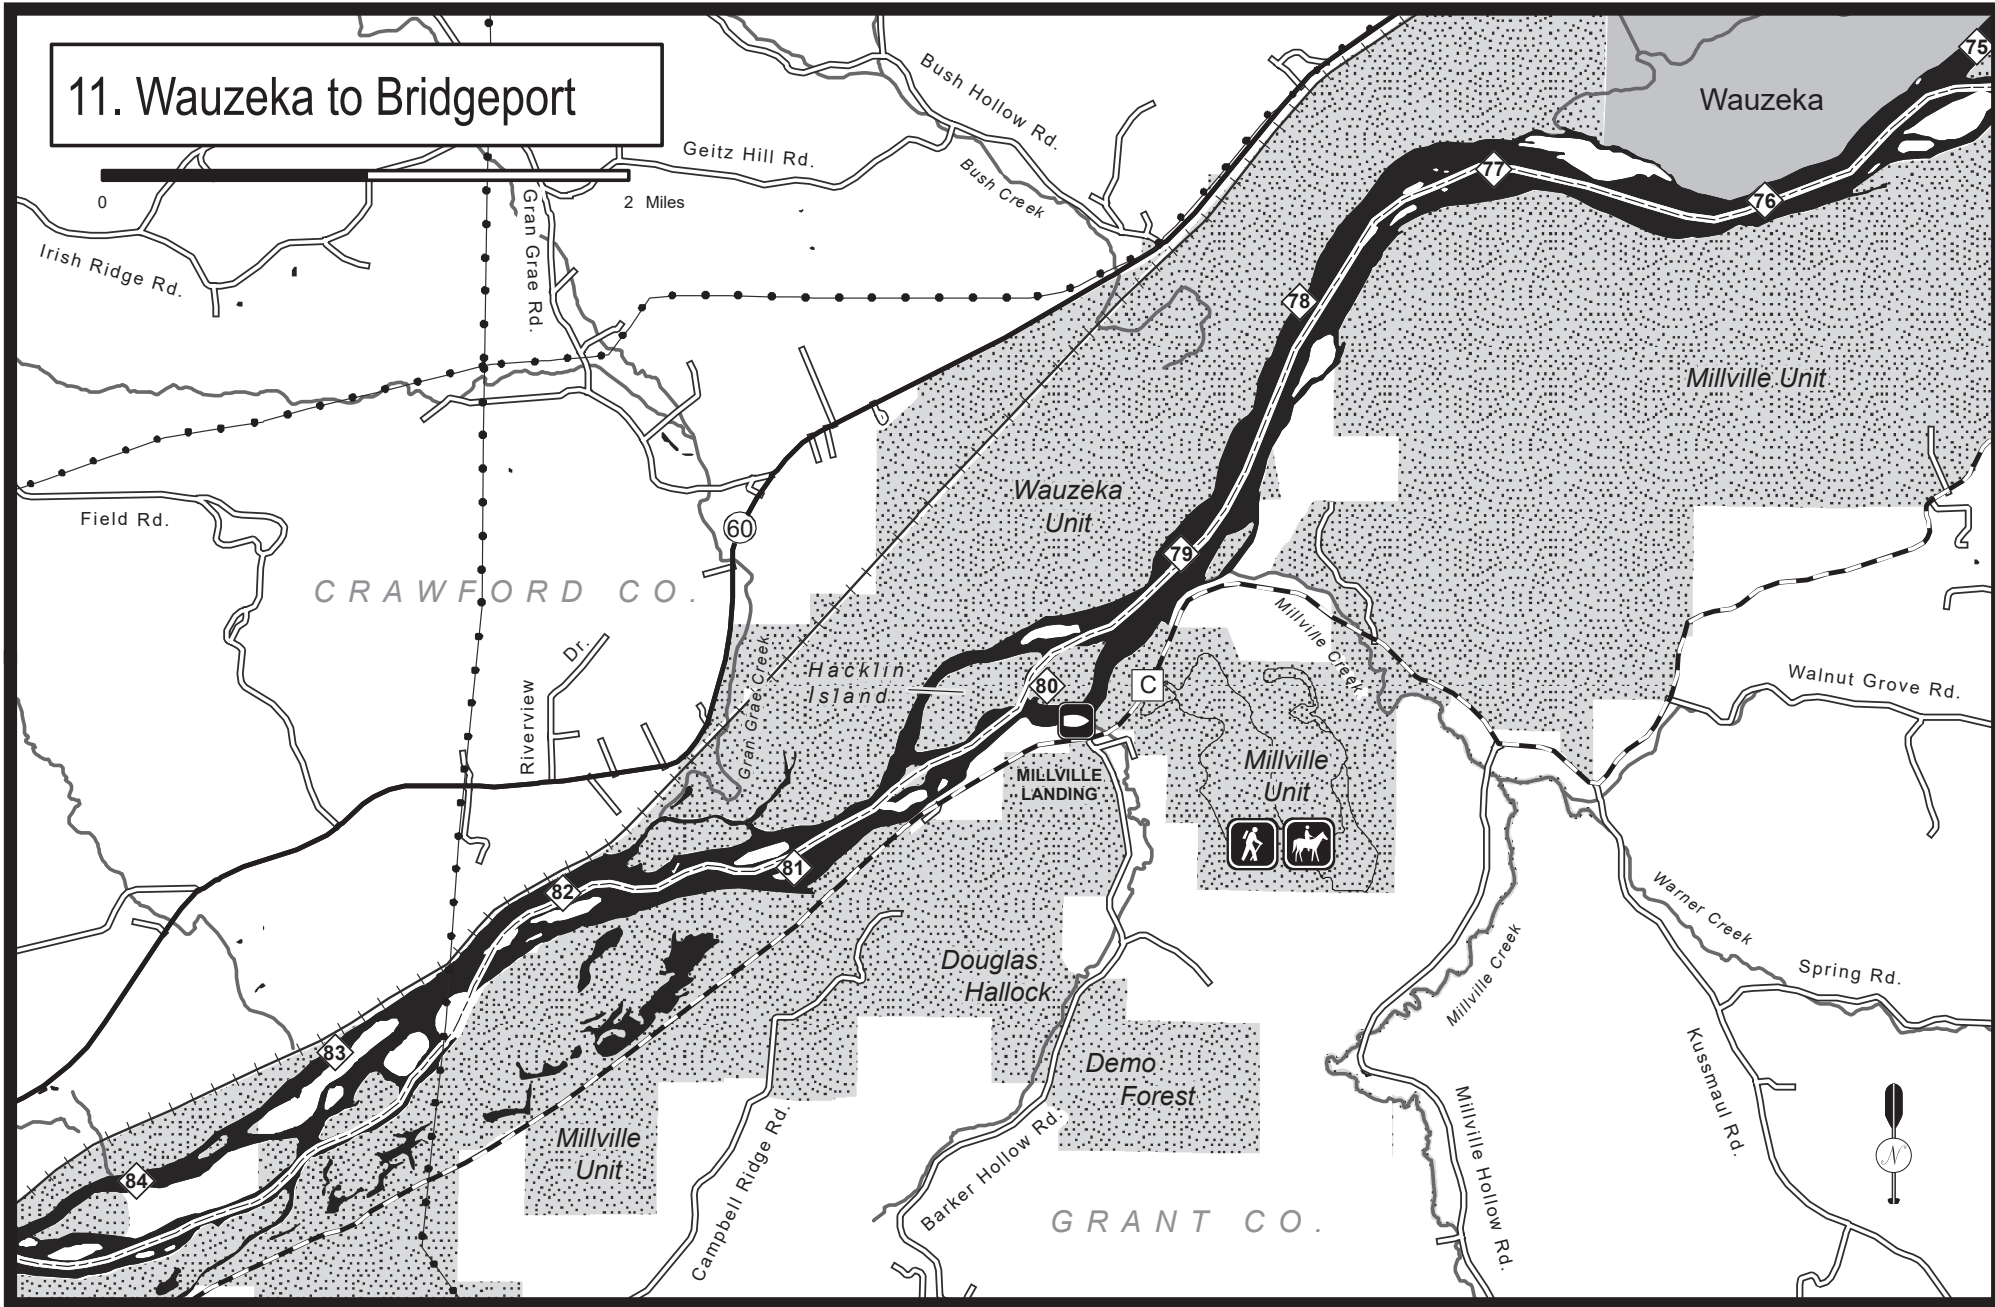 11. Wauzeka to Bridgeport
0
2 Miles
Bush Hollow Rd.
Geitz Hill Rd.
Bush Creek
Irish Ridge Rd.
Gran Grae Rd.
Wauzeka
75
76
77
78
Millville Unit
Wauzeka
Unit
Field Rd.
60
CRAWFORD CO.
79
Millville Creek
Hacklin
Island
Gran Grae Creek
Riverview Dr.
80
C
Walnut Grove Rd.
MILLVILLE
LANDING
Millville
Unit
81
82
Warner Creek
Douglas
Hallock
Demo
Forest
Millville Creek
Spring Rd.
Kussmaul Rd.
83
84
Millville
Unit
Campbell Ridge Rd.
Barker Hollow Rd.
Millville Hollow Rd.
GRANT CO.
N